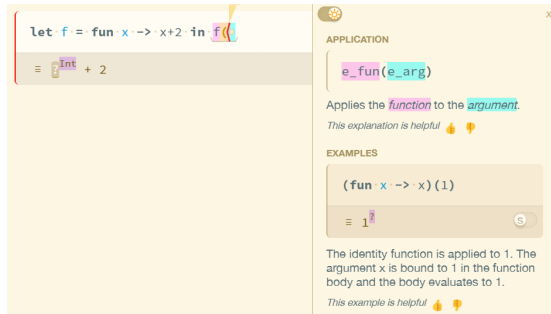 let f = fun x -> x+2 in f(
≡ ?Int + 2
x
APPLICATION
e_fun(e_arg)
Applies the function to the argument.
This explanation is helpful 👍 👎
EXAMPLES
(fun x -> x)(1)
≡ 1?
S
The identity function is applied to 1. The
argument x is bound to 1 in the function
body and the body evaluates to 1.
This example is helpful 👍 👎